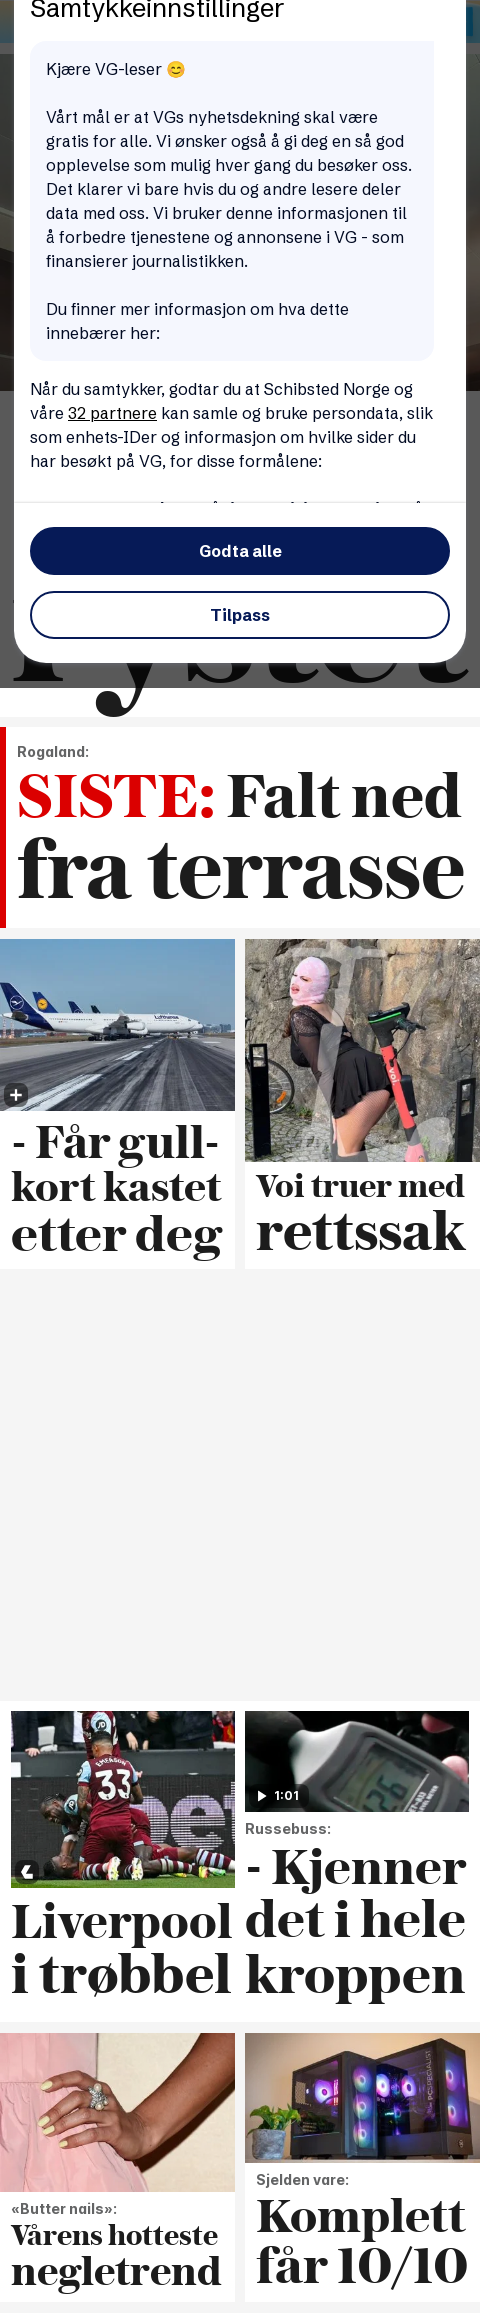 Samtykkeinnstillinger
Kjære VG-leser 😊
Vårt mål er at VGs nyhetsdekning skal være
gratis for alle. Vi ønsker også å gi deg en så god
opplevelse som mulig hver gang du besøker oss.
Det klarer vi bare hvis du og andre lesere deler
data med oss. Vi bruker denne informasjonen til
å forbedre tjenestene og annonsene i VG - som
finansierer journalistikken.
Du finner mer informasjon om hva dette
innebærer her:
Når du samtykker, godtar du at Schibsted Norge og
våre 32 partnere kan samle og bruke persondata, slik
som enhets-IDer og informasjon om hvilke sider du
har besøkt på VG, for disse formålene:
Godta alle
Tilpass
Rogaland:
SISTE: Falt ned
fra terrasse
Lufthansa
- Får gull-
kort kastet
etter deg
voi
Voi truer med
rettssak
EMERSON
33
bet
Liverpool
i trøbbel
1:01
Russebuss:
- Kjenner
det i hele
kroppen
«Butter nails»:
Vårens hotteste
negletrend
PCSPECIALIST
Sjelden vare:
Komplett
får 10/10